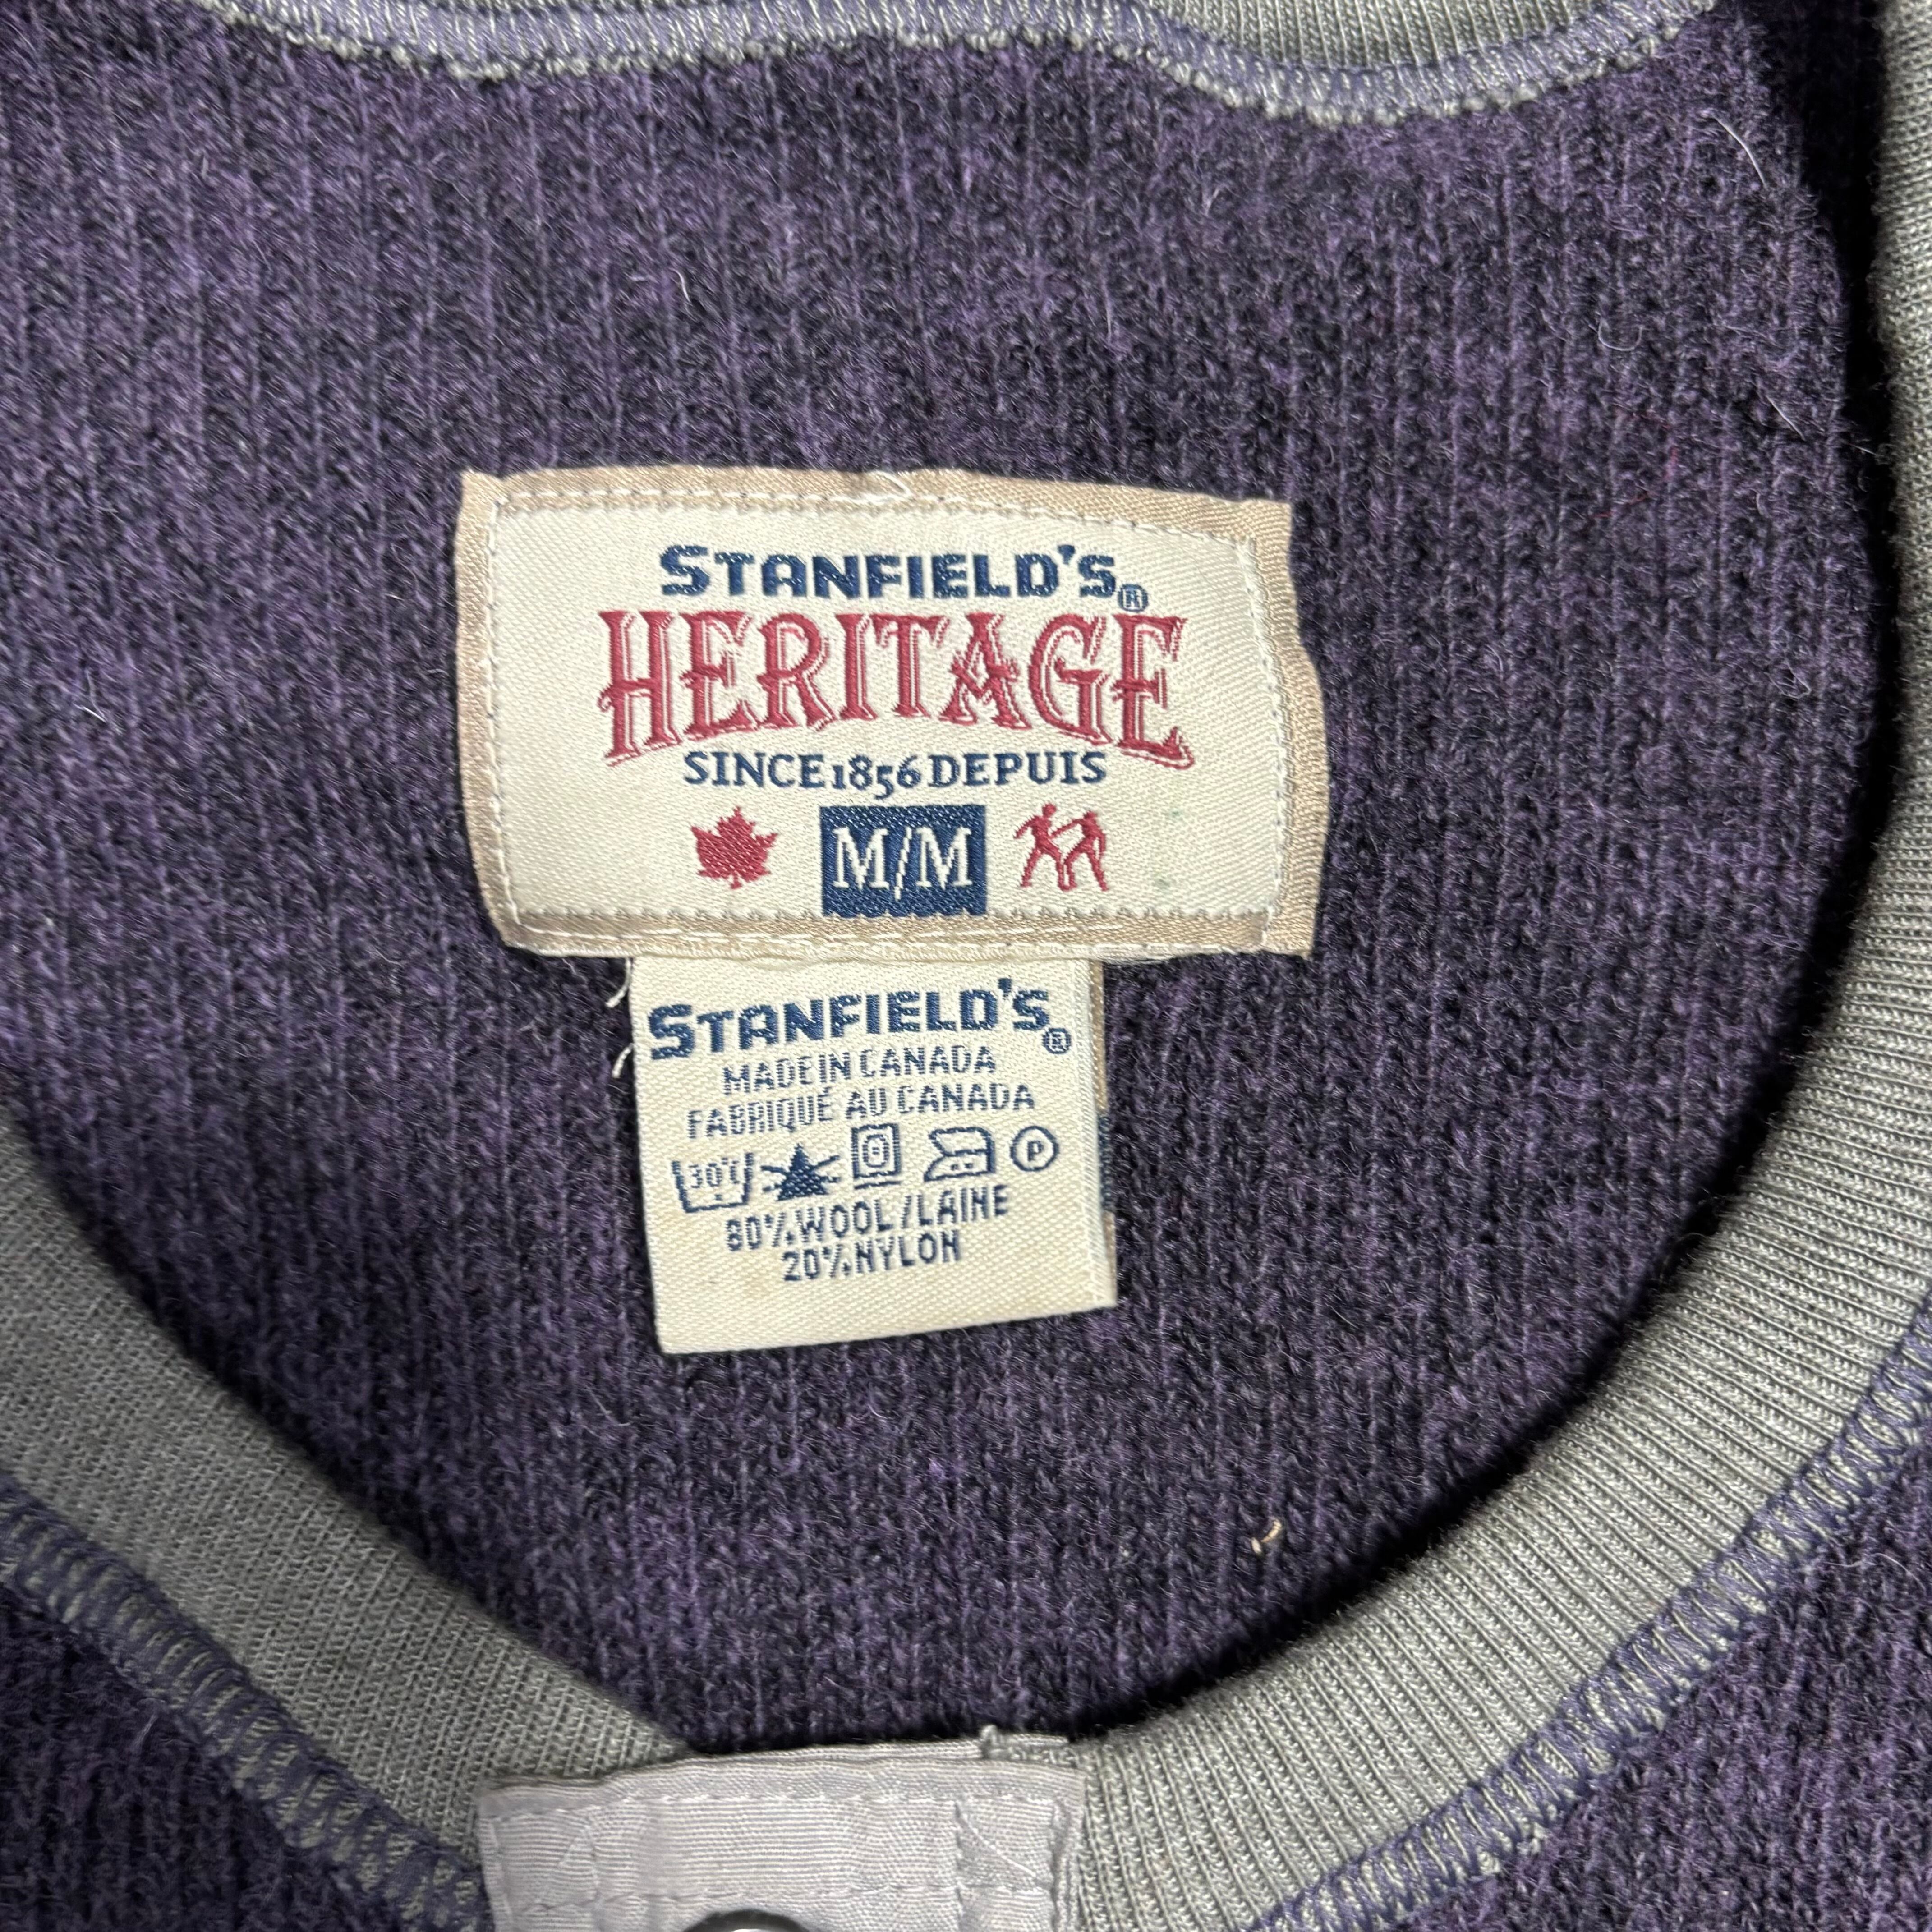 STANFIELD'S®
HERITAGE
SINCE 1856 DEPUIS
M/M
STANFIELD'S®
MADE IN CANADA
FABRIQUÉ AU CANADA
30°C P
80% WOOL/LAINE
20% NYLON